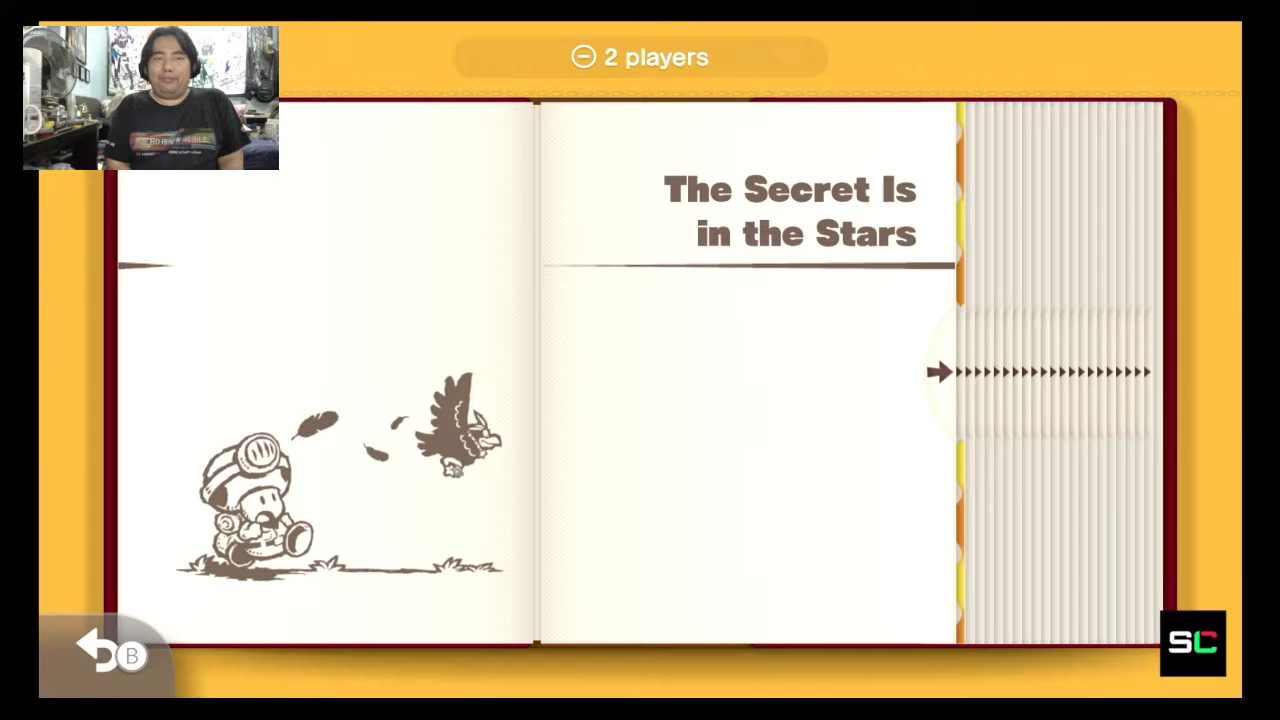 2 players
The Secret Is
in the Stars
B
SC